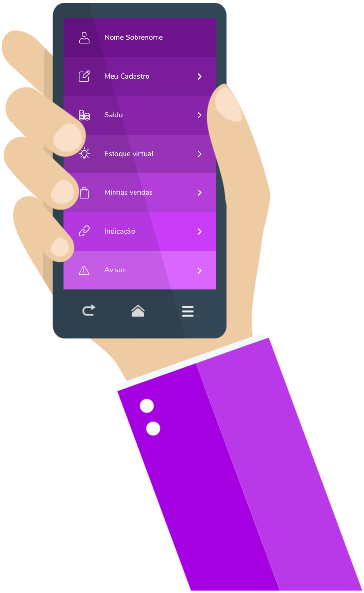 Nome Sobrenome
Meu Cadastro
Saldo
Estoque virtual
Minhas vendas
Indicação
Avisos